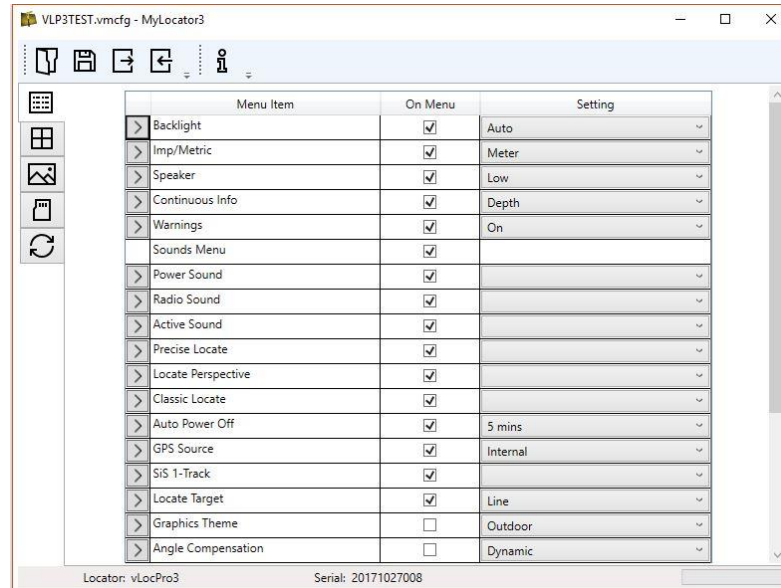 VLP3TEST.vmcfg - MyLocator3
Menu Item On Menu Setting
Backlight Auto
Imp/Metric Meter
Speaker Low
Continuous Info Depth
Warnings On
Sounds Menu
Power Sound
Radio Sound
Active Sound
Precise Locate
Locate Perspective
Classic Locate
Auto Power Off 5 mins
GPS Source Internal
SiS 1-Track
Locate Target Line
Graphics Theme Outdoor
Angle Compensation Dynamic
Locator: vLocPro3 Serial: 20171027008